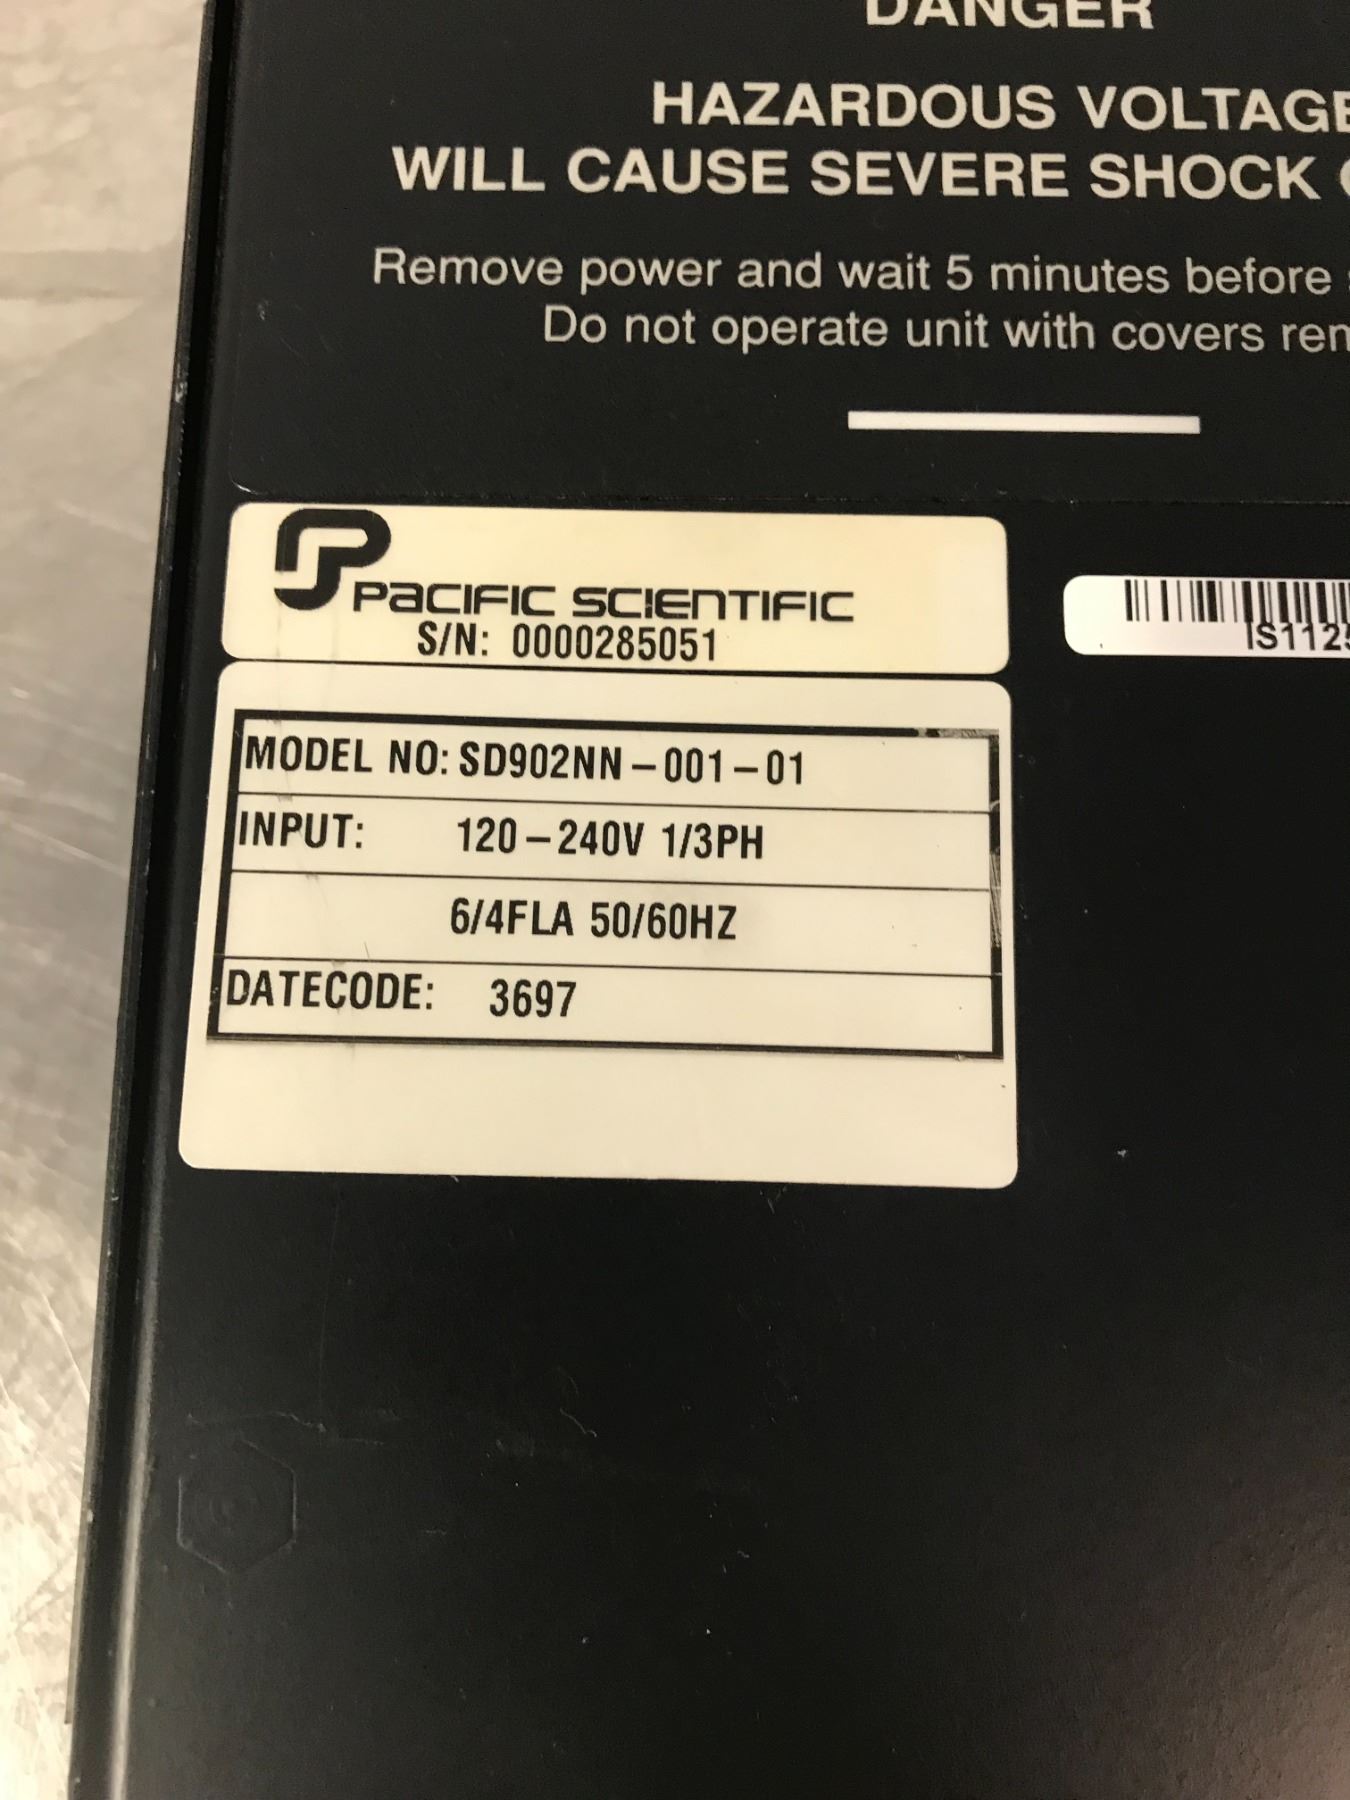 DANGER
HAZARDOUS VOLTAGE
WILL CAUSE SEVERE SHOCK
Remove power and wait 5 minutes before
Do not operate unit with covers
PACIFIC SCIENTIFIC
S/N: 0000285051
IS1125
MODEL NO: SD902NN-001-01
INPUT: 120-240V 1/3PH
6/4FLA 50/60HZ
DATECODE: 3697